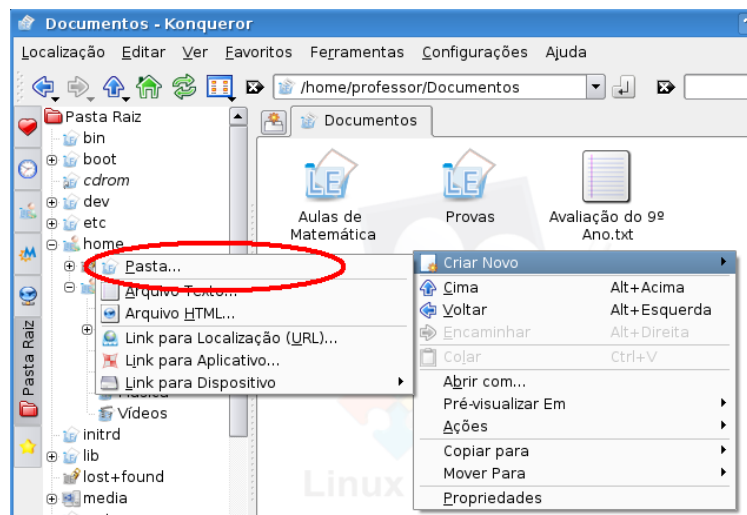 Documentos - Konqueror
Localização Editar Ver Favoritos Ferramentas Configurações Ajuda
/home/professor/Documentos
Pasta Raiz
bin
boot
cdrom
dev
etc
home
initrd
lib
lost+found
media
Vídeos
Pasta Raiz
Documentos
LE
Aulas de
Matemática
LE
Provas
Avaliação do 9º
Ano.txt
Pasta...
Arquivo Texto...
Arquivo HTML...
Link para Localização (URL)...
Link para Aplicativo...
Link para Dispositivo
Criar Novo
Cima Alt+Acima
Voltar Alt+Esquerda
Encaminhar Alt+Direita
Colar Ctrl+V
Abrir com...
Pré-visualizar Em
Ações
Copiar para
Mover Para
Propriedades
Linux